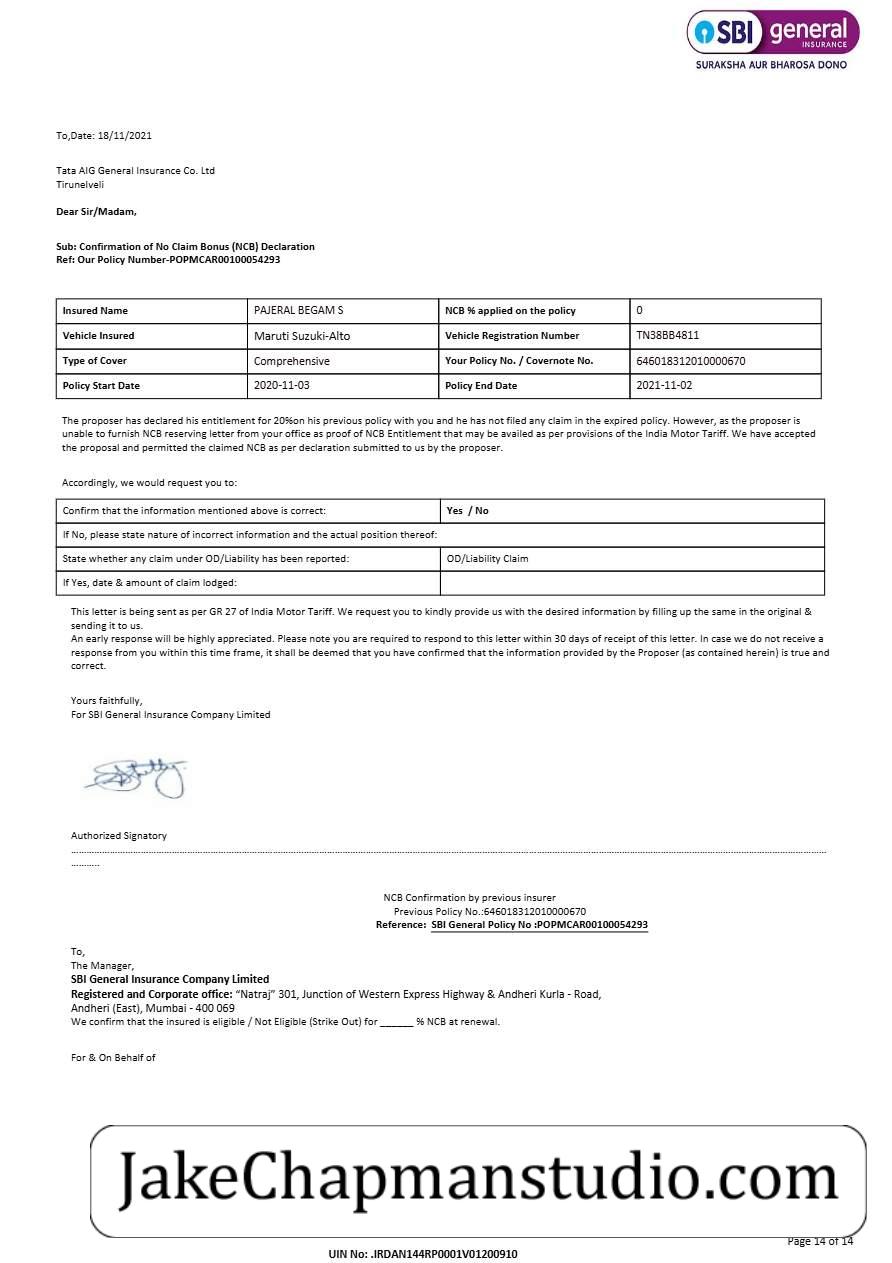 SBI general
INSURANCE
SURAKSHA AUR BHAROSA DONO
To,Date: 18/11/2021
Tata AIG General Insurance Co. Ltd
Tirunelveli
Dear Sir/Madam,
Sub: Confirmation of No Claim Bonus (NCB) Declaration
Ref: Our Policy Number-POPMCAR00100054293
Insured Name PAJERAL BEGAM S NCB % applied on the policy 0
Vehicle Insured Maruti Suzuki-Alto Vehicle Registration Number TN38BB4811
Type of Cover Comprehensive Your Policy No. / Covernote No. 646018312010000670
Policy Start Date 2020-11-03 Policy End Date 2021-11-02
The proposer has declared his entitlement for 20%on his previous policy with you and he has not filed any claim in the expired policy. However, as the proposer is
unable to furnish NCB reserving letter from your office as proof of NCB Entitlement that may be availed as per provisions of the India Motor Tariff. We have accepted
the proposal and permitted the claimed NCB as per declaration submitted to us by the proposer.
Accordingly, we would request you to:
Confirm that the information mentioned above is correct: Yes / No
If No, please state nature of incorrect information and the actual position thereof:
State whether any claim under OD/Liability has been reported: OD/Liability Claim
If Yes, date & amount of claim lodged:
This letter is being sent as per GR 27 of India Motor Tariff. We request you to kindly provide us with the desired information by filling up the same in the original &
sending it to us.
An early response will be highly appreciated. Please note you are required to respond to this letter within 30 days of receipt of this letter. In case we do not receive a
response from you within this time frame, it shall be deemed that you have confirmed that the information provided by the Proposer (as contained herein) is true and
correct.
Yours faithfully,
For SBI General Insurance Company Limited
Authorized Signatory
NCB Confirmation by previous insurer
Previous Policy No.:646018312010000670
Reference: SBI General Policy No :POPMCAR00100054293
To,
The Manager,
SBI General Insurance Company Limited
Registered and Corporate office: “Natraj” 301, Junction of Western Express Highway & Andheri Kurla - Road,
Andheri (East), Mumbai - 400 069
We confirm that the insured is eligible / Not Eligible (Strike Out) for ______ % NCB at renewal.
For & On Behalf of
JakeChapmanstudio.com
Page 14 of 14
UIN No: .IRDAN144RP0001V01200910